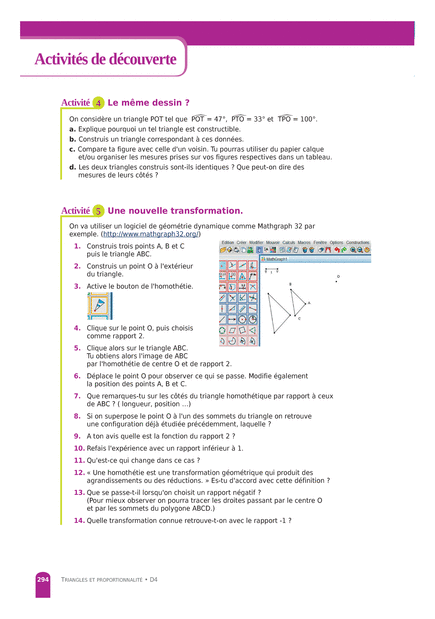 Activités de découverte
Activité 4 Le même dessin ?
On considère un triangle POT tel que POT = 47°, PTO = 33° et TPO = 100°.
a. Explique pourquoi un tel triangle est constructible.
b. Construis un triangle correspondant à ces données.
c. Compare ta figure avec celle d'un voisin. Tu pourras utiliser du papier calque
et/ou organiser les mesures prises sur vos figures respectives dans un tableau.
d. Les deux triangles construis sont-ils identiques ? Que peut-on dire des
mesures de leurs côtés ?
Activité 5 Une nouvelle transformation.
On va utiliser un logiciel de géométrie dynamique comme Mathgraph 32 par
exemple. (http://www.mathgraph32.org/)
1. Construis trois points A, B et C
puis le triangle ABC.
2. Construis un point O à l'extérieur
du triangle.
3. Active le bouton de l'homothétie.
Edition Créer Modifier Mesurer Calculs Macros Fenêtre Options Constructions
MathGraph1
O
B
A
C
4. Clique sur le point O, puis choisis
comme rapport 2.
5. Clique alors sur le triangle ABC.
Tu obtiens alors l'image de ABC
par l'homothétie de centre O et de rapport 2.
6. Déplace le point O pour observer ce qui se passe. Modifie également
la position des points A, B et C.
7. Que remarques-tu sur les côtés du triangle homothétique par rapport à ceux
de ABC ? ( longueur, position ...)
8. Si on superpose le point O à l'un des sommets du triangle on retrouve
une configuration déjà étudiée précédemment, laquelle ?
9. A ton avis quelle est la fonction du rapport 2 ?
10. Refais l'expérience avec un rapport inférieur à 1.
11. Qu'est-ce qui change dans ce cas ?
12. « Une homothétie est une transformation géométrique qui produit des
agrandissements ou des réductions. » Es-tu d'accord avec cette définition ?
13. Que se passe-t-il lorsqu'on choisit un rapport négatif ?
(Pour mieux observer on pourra tracer les droites passant par le centre O
et par les sommets du polygone ABCD.)
14. Quelle transformation connue retrouve-t-on avec le rapport -1 ?
294 TRIANGLES ET PROPORTIONNALITÉ • D4